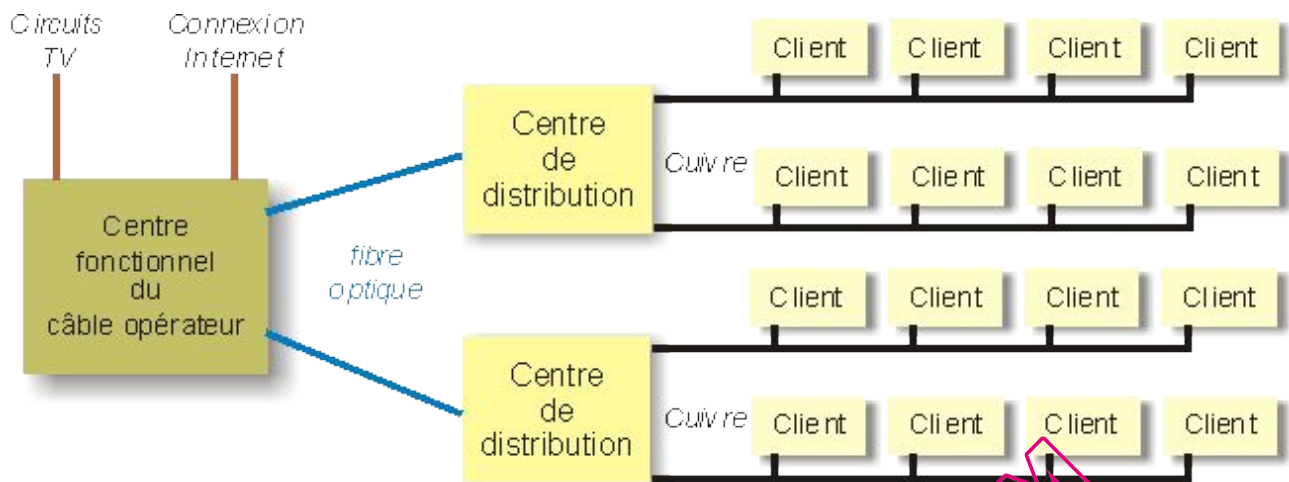 Circuits
TV
Connexion
Internet
Client Client Client Client
Centre
de
distribution
Cuivre
Client Client Client Client
Centre
fonctionnel
du
câble opérateur
fibre
optique
Client Client Client Client
Centre
de
distribution
Cuivre
Client Client Client Client